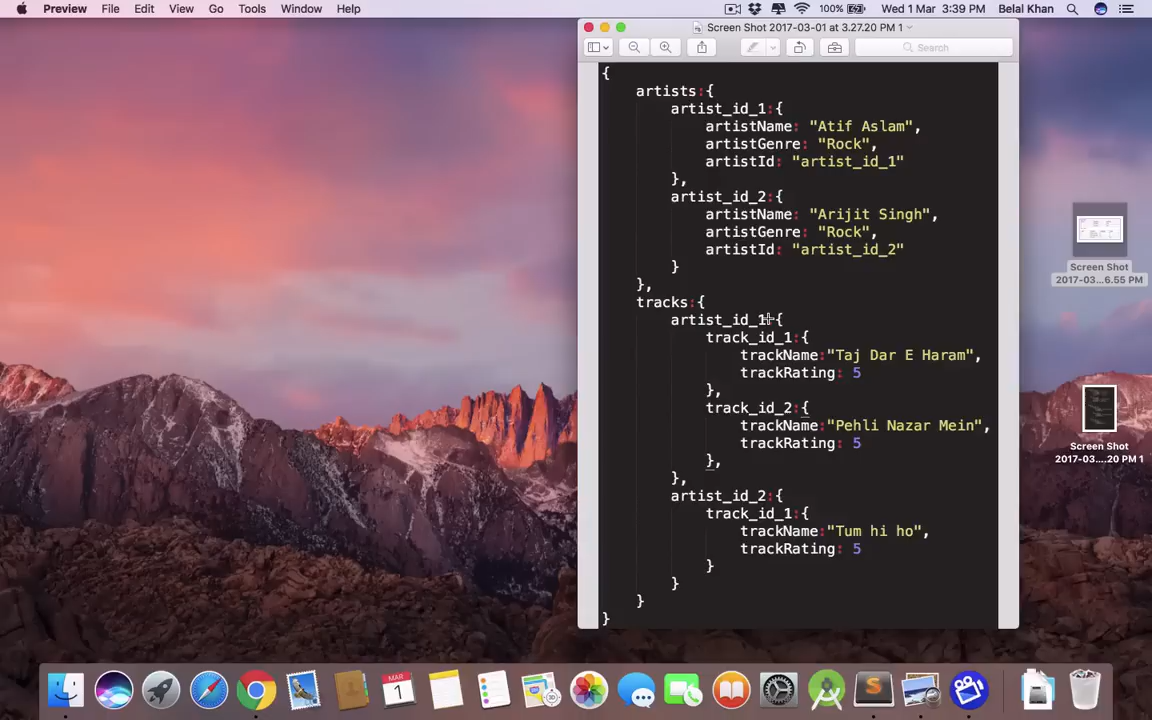 Preview File Edit View Go Tools Window Help 100% Wed 1 Mar 3:39 PM Belal Khan
Screen Shot 2017-03-01 at 3.27.20 PM 1
Search
{
artists:{
artist_id_1:{
artistName: "Atif Aslam",
artistGenre: "Rock",
artistId: "artist_id_1"
},
artist_id_2:{
artistName: "Arijit Singh",
artistGenre: "Rock",
artistId: "artist_id_2"
}
},
tracks:{
artist_id_1:{
track_id_1:{
trackName:"Taj Dar E Haram",
trackRating: 5
},
track_id_2:{
trackName:"Pehli Nazar Mein",
trackRating: 5
},
},
artist_id_2:{
track_id_1:{
trackName:"Tum hi ho",
trackRating: 5
}
}
}
}
Screen Shot
2017-03...6.55 PM
Screen Shot
2017-03....20 PM 1
MAR
1